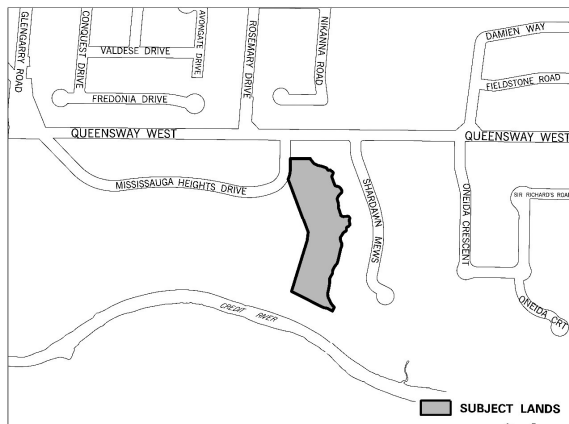 GLENGARRY ROAD
CONQUEST DRIVE
AVONGATE DRIVE
VALDESE DRIVE
FREDONIA DRIVE
ROSEMARY DRIVE
NIKANNA ROAD
DAMIEN WAY
FIELDSTONE ROAD
QUEENSWAY WEST
QUEENSWAY WEST
MISSISSAUGA HEIGHTS DRIVE
SHARDAWN MEWS
ONEIDA CRESCENT
SIR RICHARD'S ROAD
ONEIDA CRT
CREDIT RIVER
SUBJECT LANDS